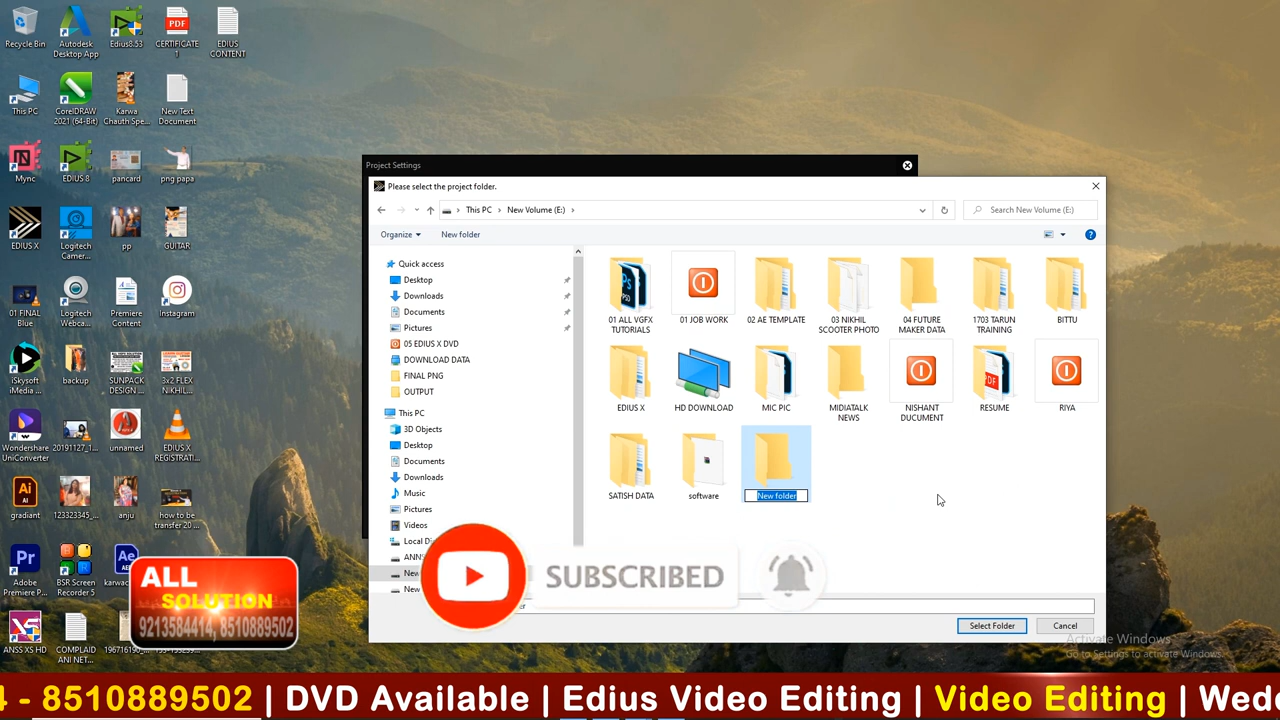 Recycle Bin
Autodesk
Desktop App
Edius8.53
CERTIFICATE
1
EDIUS
CONTENT
This PC
CorelDRAW
2021 (64-Bit)
Karwa
Chauth Spe...
New Text
Document
Mync
EDIUS 8
pancard
png papa
EDIUS X
Logitech
Camer...
pp
GUITAR
01 FINAL
Blue
Logitech
Webca...
Premiere
Content
Instagram
iSkysoft
iMedia ...
backup
SUNPACK
DESIGN ...
3x2 FLEX
NIKHIL...
Wondershare
UniConverter
20191127_1...
unnamed
EDIUS X
REGISTRATI...
gradiant
123323345_...
anju
how to be
transfer 20 ...
Adobe
Premiere P...
BSR Screen
Recorder 5
karwac
ANSS XS HD
COMPLAID
ANI NET...
196716190_...
ALL
SOLUTION
9213584414, 8510889502
Project Settings
Please select the project folder.
This PC
New Volume (E:)
Search New Volume (E:)
Organize
New folder
Quick access
Desktop
Downloads
Documents
Pictures
05 EDIUS X DVD
DOWNLOAD DATA
FINAL PNG
OUTPUT
This PC
3D Objects
Desktop
Documents
Downloads
Music
Pictures
Videos
Local Di
ANNS
New
New
01 ALL VGFX
TUTORIALS
01 JOB WORK
02 AE TEMPLATE
03 NIKHIL
SCOOTER PHOTO
04 FUTURE
MAKER DATA
1703 TARUN
TRAINING
BITTU
EDIUS X
HD DOWNLOAD
MIC PIC
MIDIATALK
NEWS
NISHANT
DUCUMENT
RESUME
RIYA
SATISH DATA
software
New folder
SUBSCRIBED
Select Folder
Cancel
Activate Windows
Go to Settings to activate Windows.
4 - 8510889502 | DVD Available | Edius Video Editing | Video Editing | Wed